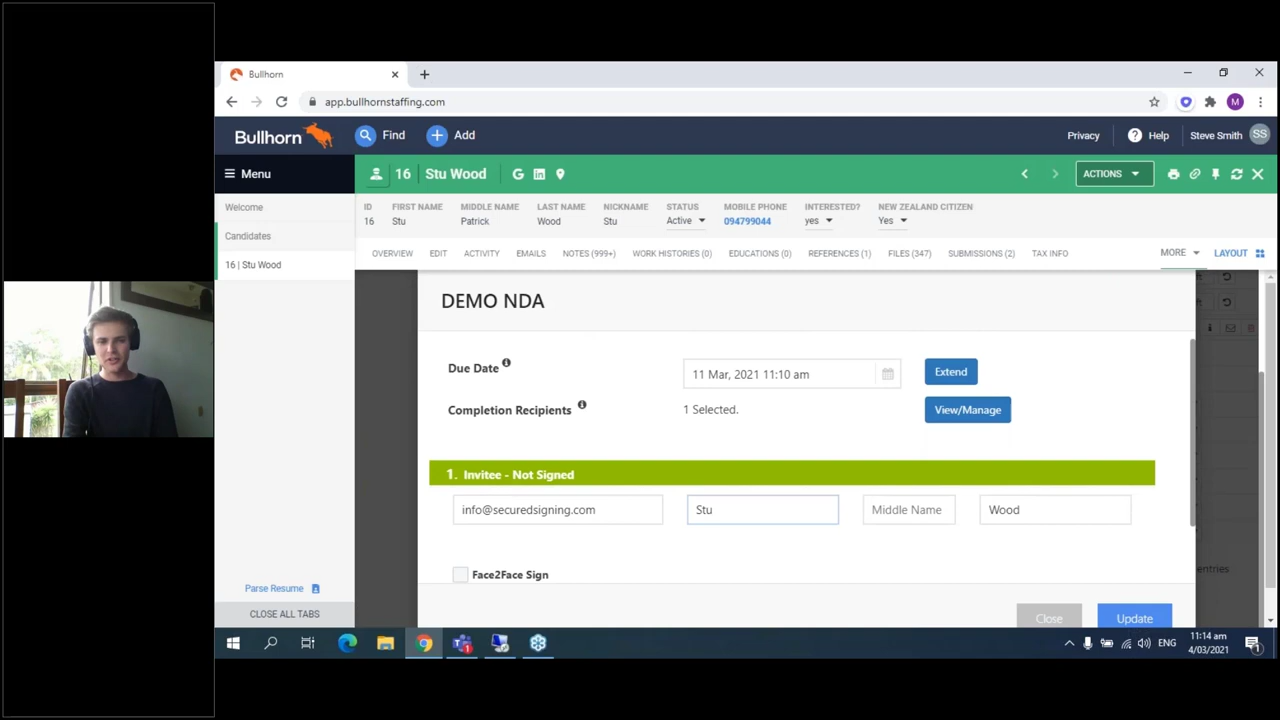 Bullhorn
app.bullhornstaffing.com
M
Bullhorn Find Add Privacy Help Steve Smith SS
Menu 16 Stu Wood ACTIONS
Welcome
Candidates
16 | Stu Wood
ID FIRST NAME MIDDLE NAME LAST NAME NICKNAME STATUS MOBILE PHONE INTERESTED? NEW ZEALAND CITIZEN
16 Stu Patrick Wood Stu Active 094799044 yes Yes
OVERVIEW EDIT ACTIVITY EMAILS NOTES (999+) WORK HISTORIES (0) EDUCATIONS (0) REFERENCES (1) FILES (347) SUBMISSIONS (2) TAX INFO MORE LAYOUT
DEMO NDA
Due Date 11 Mar, 2021 11:10 am Extend
Completion Recipients 1 Selected. View/Manage
1. Invitee - Not Signed
info@securedsigning.com Stu Middle Name Wood
entries
Face2Face Sign
Close Update
Parse Resume
CLOSE ALL TABS
ENG 11:14 am
4/03/2021